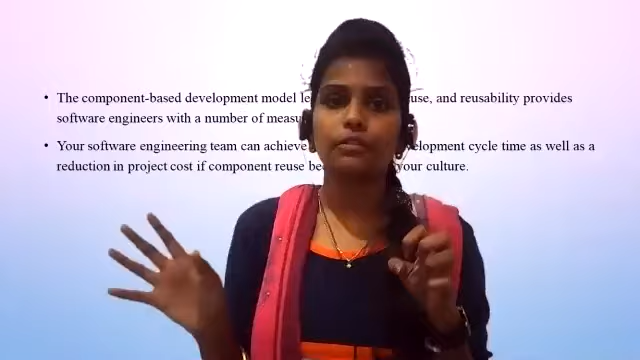 • The component-based development model le use, and reusability provides
software engineers with a number of measu
• Your software engineering team can achieve elopment cycle time as well as a
reduction in project cost if component reuse be your culture.